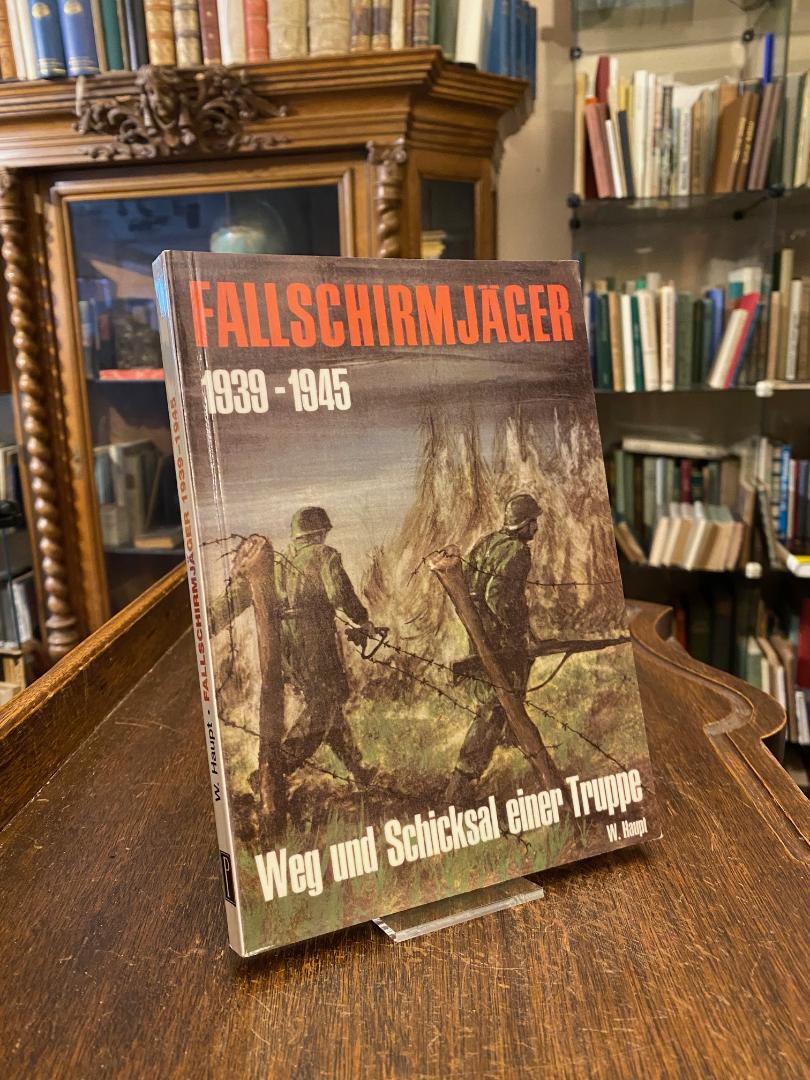 FALLSCHIRMJÄGER
1939 - 1945
Weg und Schicksal einer Truppe
W. Haupt
W. Haupt · FALLSCHIRMJÄGER 1939-1945